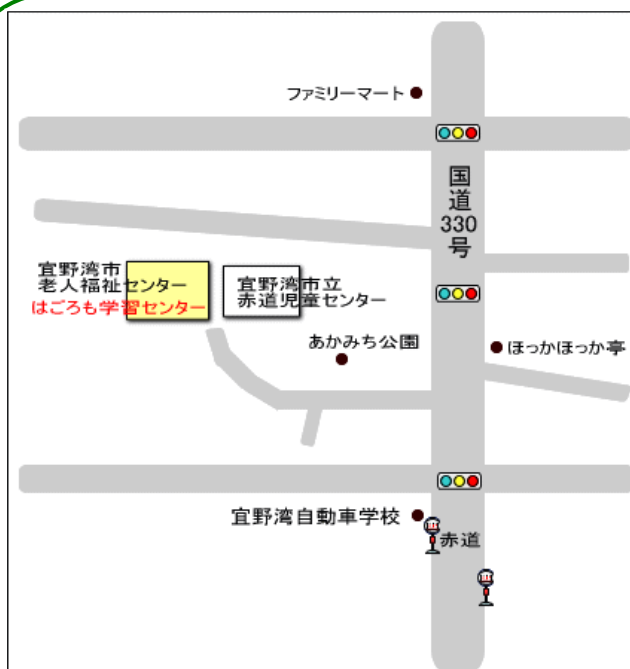 ファミリーマート
国道330号
宜野湾市
老人福祉センター
はごろも学習センター
宜野湾市立
赤道児童センター
あかみち公園
ほっかほっか亭
宜野湾自動車学校
赤道